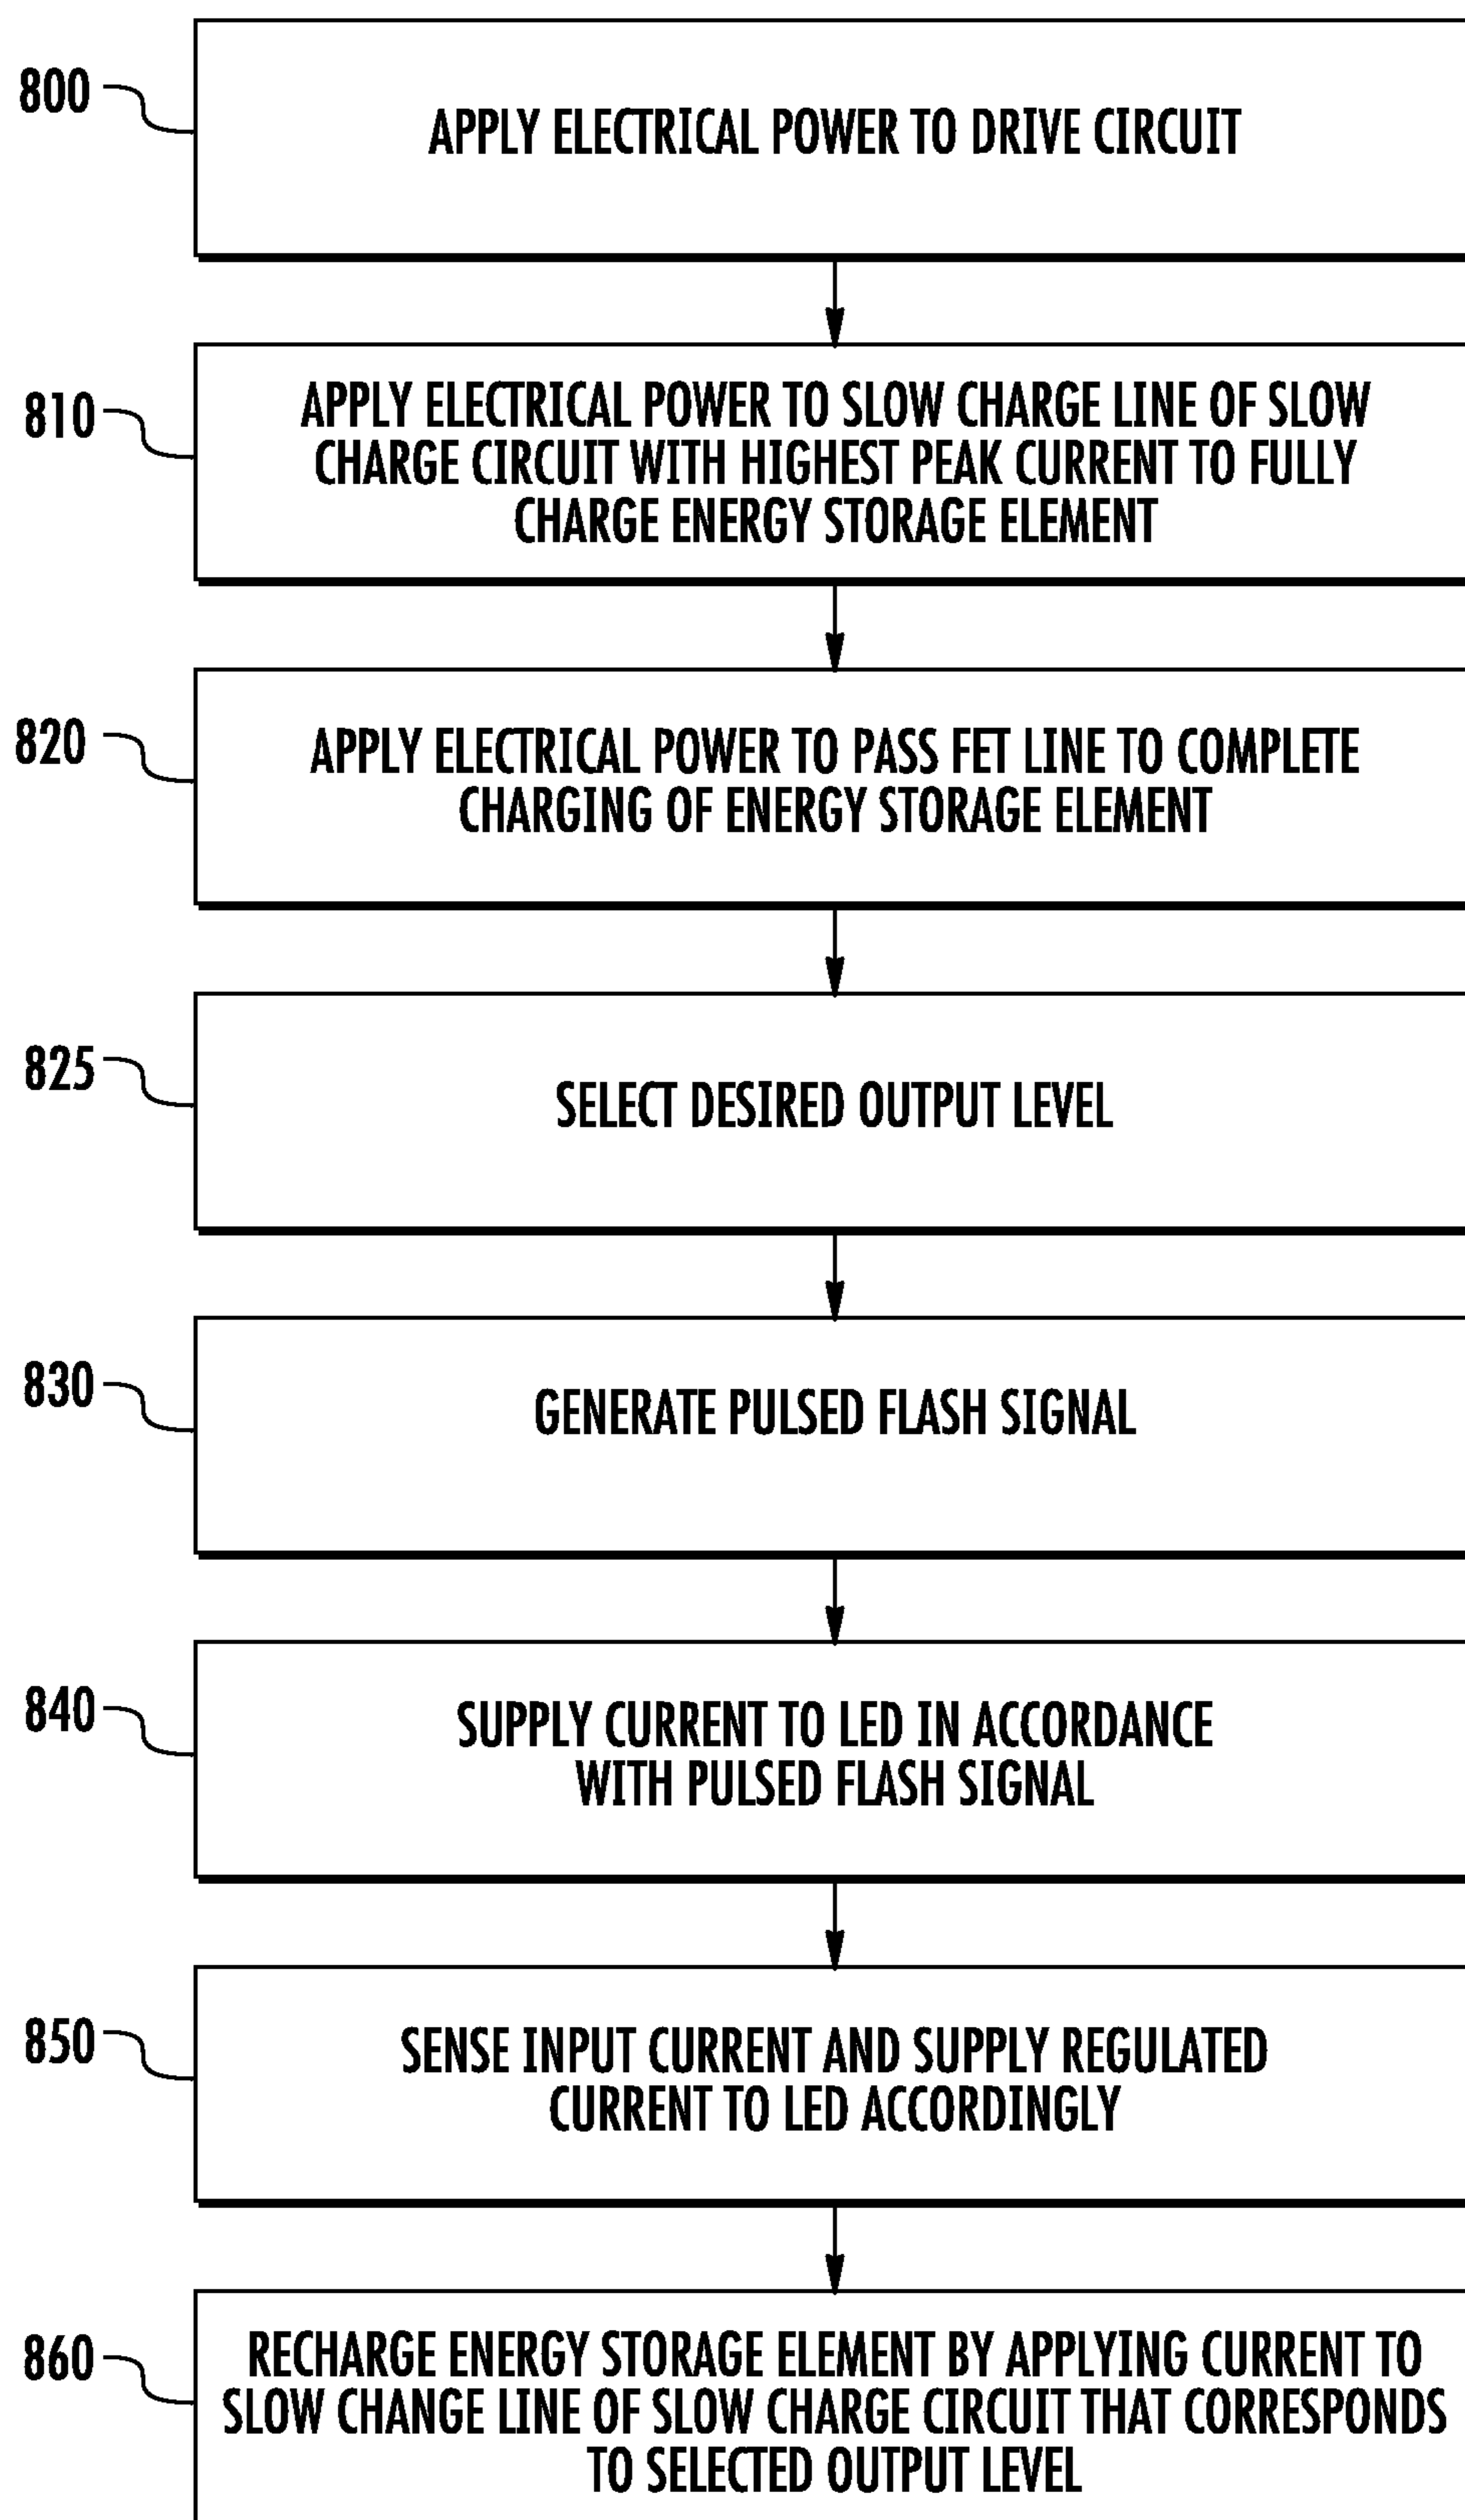 800
APPLY ELECTRICAL POWER TO DRIVE CIRCUIT
810
APPLY ELECTRICAL POWER TO SLOW CHARGE LINE OF SLOW
CHARGE CIRCUIT WITH HIGHEST PEAK CURRENT TO FULLY
CHARGE ENERGY STORAGE ELEMENT
820
APPLY ELECTRICAL POWER TO PASS FET LINE TO COMPLETE
CHARGING OF ENERGY STORAGE ELEMENT
825
SELECT DESIRED OUTPUT LEVEL
830
GENERATE PULSED FLASH SIGNAL
840
SUPPLY CURRENT TO LED IN ACCORDANCE
WITH PULSED FLASH SIGNAL
850
SENSE INPUT CURRENT AND SUPPLY REGULATED
CURRENT TO LED ACCORDINGLY
860
RECHARGE ENERGY STORAGE ELEMENT BY APPLYING CURRENT TO
SLOW CHANGE LINE OF SLOW CHARGE CIRCUIT THAT CORRESPONDS
TO SELECTED OUTPUT LEVEL